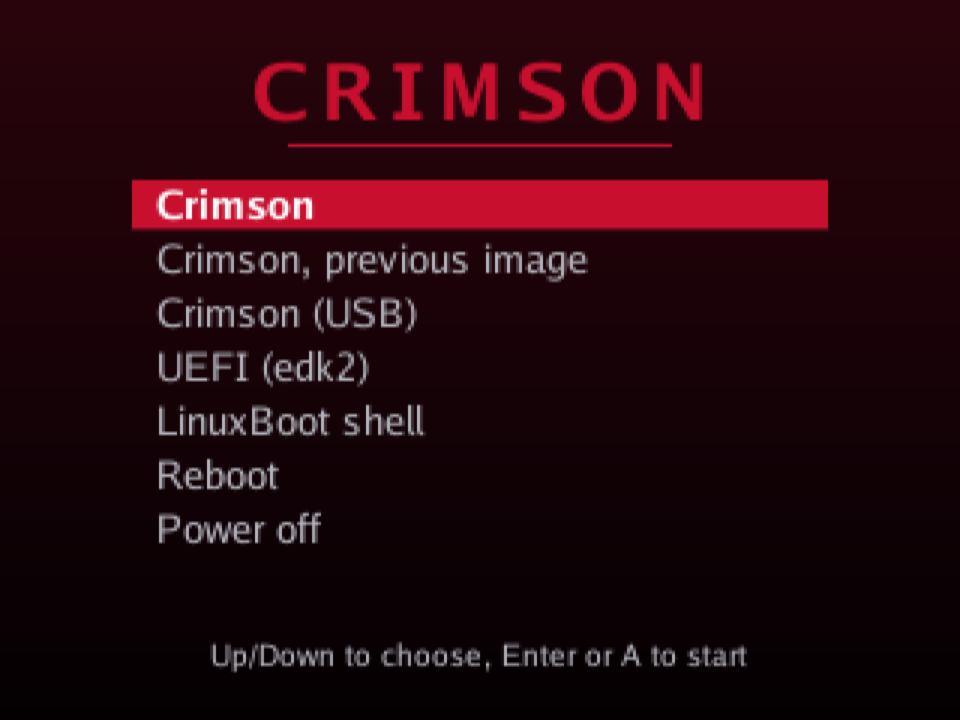 CRIMSON
Crimson
Crimson, previous image
Crimson (USB)
UEFI (edk2)
LinuxBoot shell
Reboot
Power off
Up/Down to choose, Enter or A to start